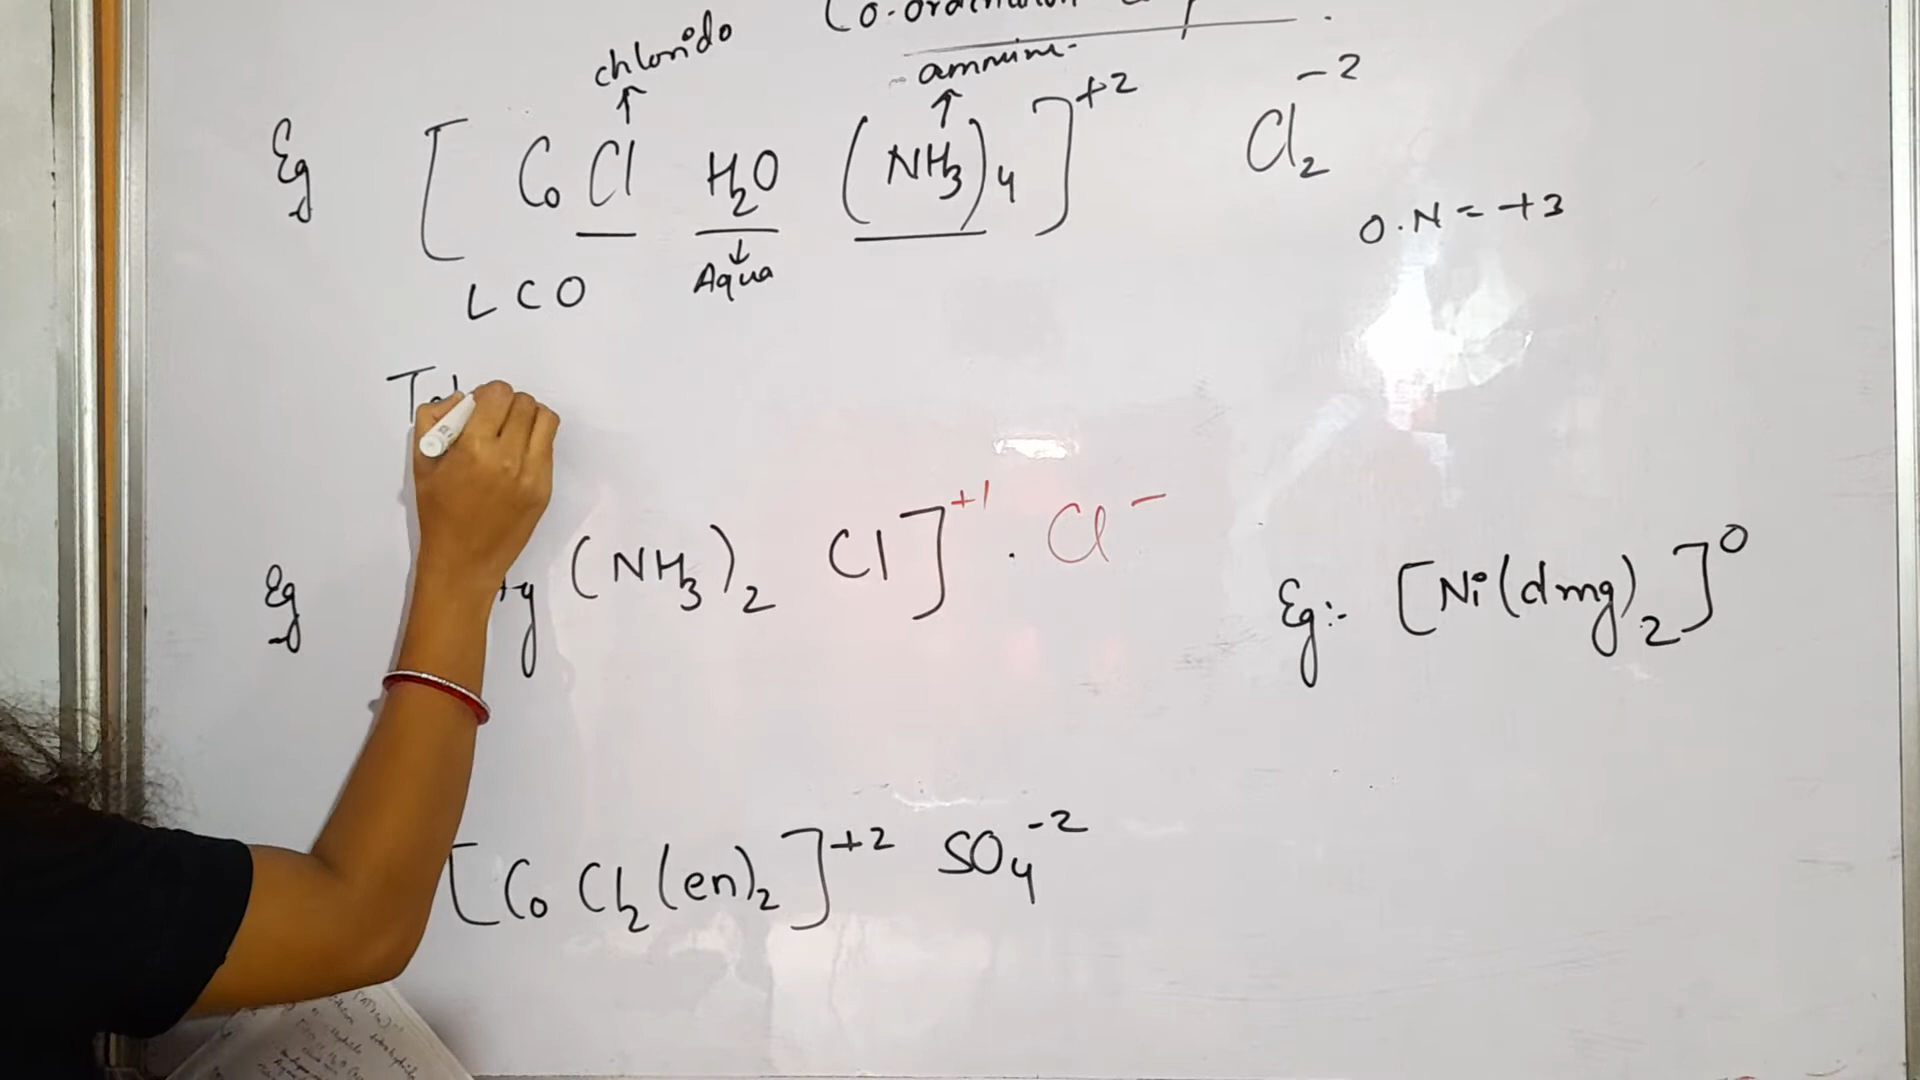 Co-ordination
chlorido ammine
Eg [Co Cl H₂O (NH₃)₄]⁺² Cl₂⁻²
O.N = +3
Aqua
L C O
Eg (NH₃)₂ Cl]⁺¹ . Cl⁻
Eg:- [Ni(dmg)₂]⁰
[Co Cl₂(en)₂]⁺² SO₄⁻²